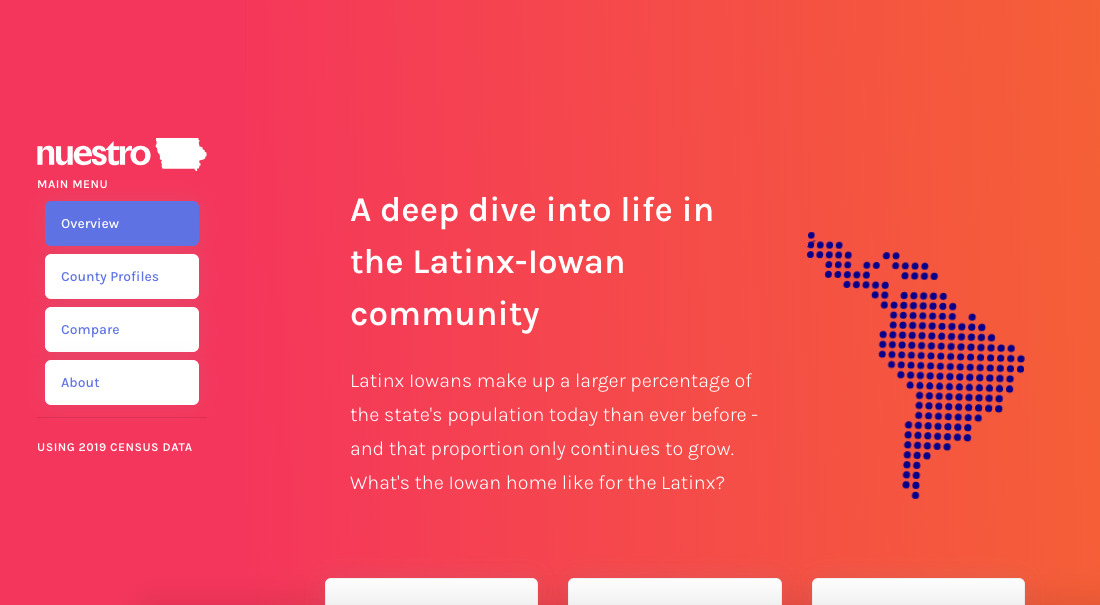 nuestro
MAIN MENU
Overview
County Profiles
Compare
About
USING 2019 CENSUS DATA
A deep dive into life in
the Latinx-Iowan
community
Latinx Iowans make up a larger percentage of
the state's population today than ever before -
and that proportion only continues to grow.
What's the Iowan home like for the Latinx?